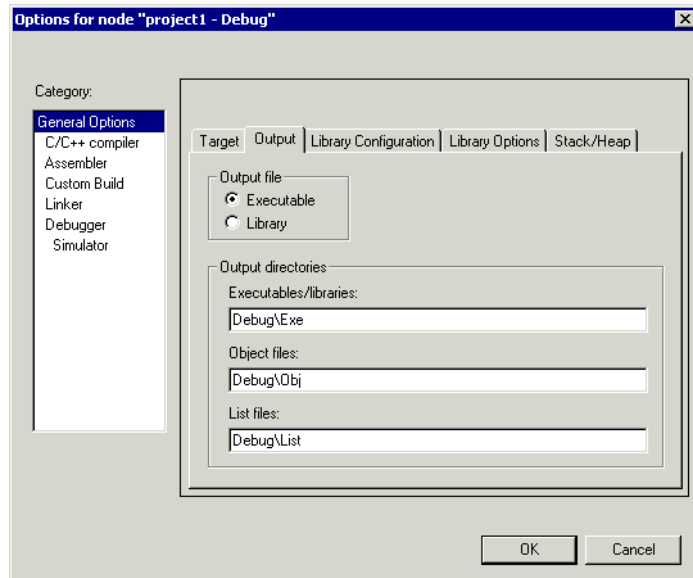 Options for node "project1 - Debug"
Category:
General Options
C/C++ compiler
Assembler
Custom Build
Linker
Debugger
Simulator
Target Output Library Configuration Library Options Stack/Heap
Output file
Executable
Library
Output directories
Executables/libraries:
Debug\Exe
Object files:
Debug\Obj
List files:
Debug\List
OK Cancel